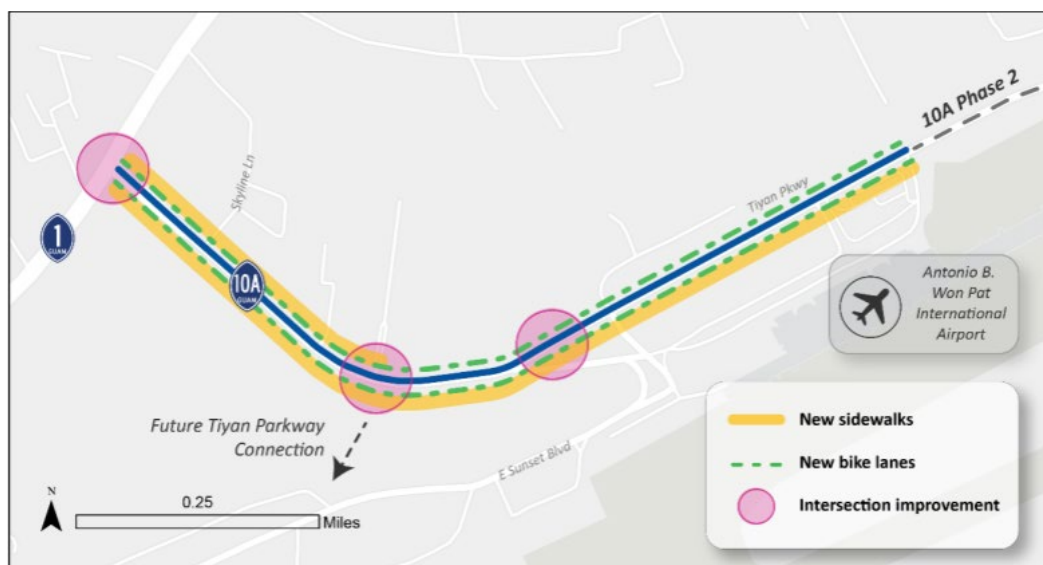 10A Phase 2
Skyline Ln
Tiyan Pkwy
1
GUAM
10A
GUAM
Antonio B.
Won Pat
International
Airport
Future Tiyan Parkway
Connection
E Sunset Blvd
New sidewalks
New bike lanes
Intersection improvement
N
0.25
Miles